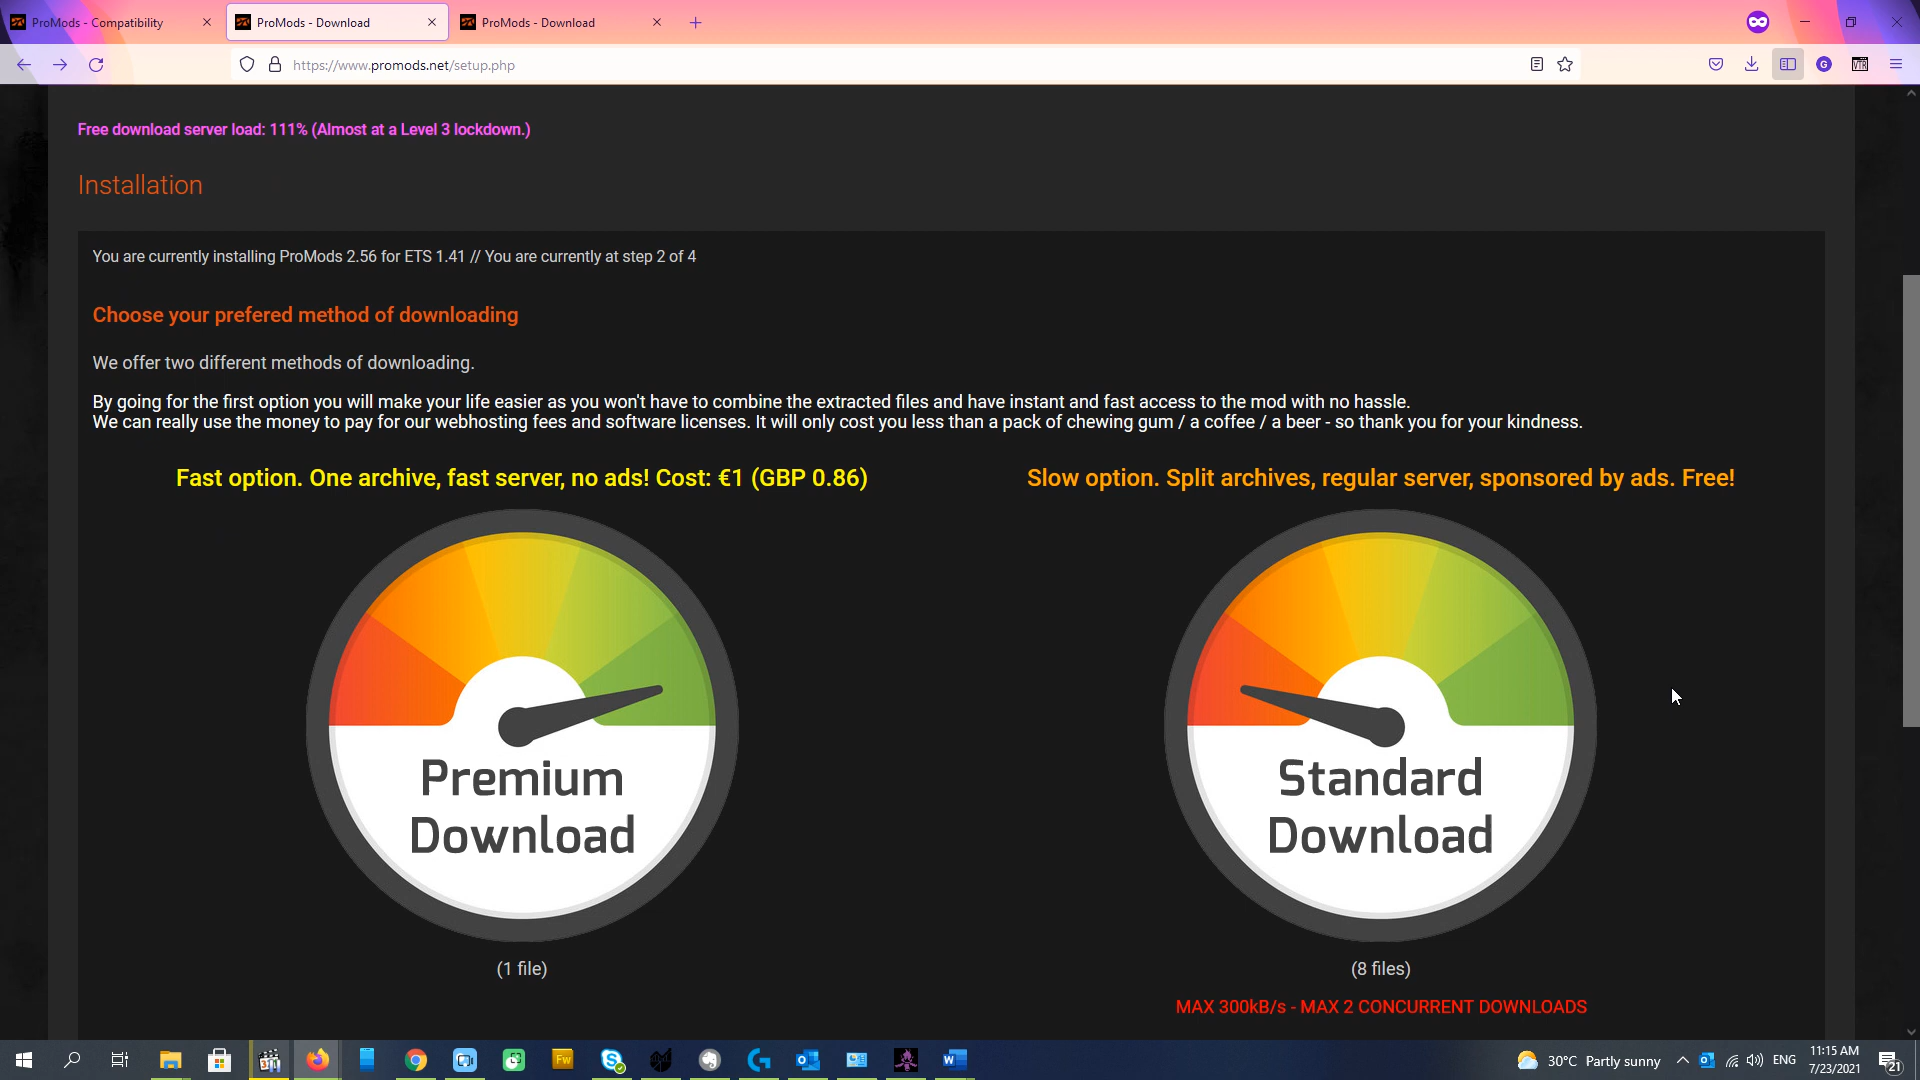 ProMods - Compatibility
ProMods - Download
ProMods - Download
https://www.promods.net/setup.php
G
VTR
Free download server load: 111% (Almost at a Level 3 lockdown.)
Installation
You are currently installing ProMods 2.56 for ETS 1.41 // You are currently at step 2 of 4
Choose your prefered method of downloading
We offer two different methods of downloading.
By going for the first option you will make your life easier as you won't have to combine the extracted files and have instant and fast access to the mod with no hassle.
We can really use the money to pay for our webhosting fees and software licenses. It will only cost you less than a pack of chewing gum / a coffee / a beer - so thank you for your kindness.
Fast option. One archive, fast server, no ads! Cost: €1 (GBP 0.86)
Slow option. Split archives, regular server, sponsored by ads. Free!
Premium
Download
Standard
Download
(1 file)
(8 files)
MAX 300kB/s - MAX 2 CONCURRENT DOWNLOADS
Fw
30°C Partly sunny
ENG
11:15 AM
7/23/2021
21